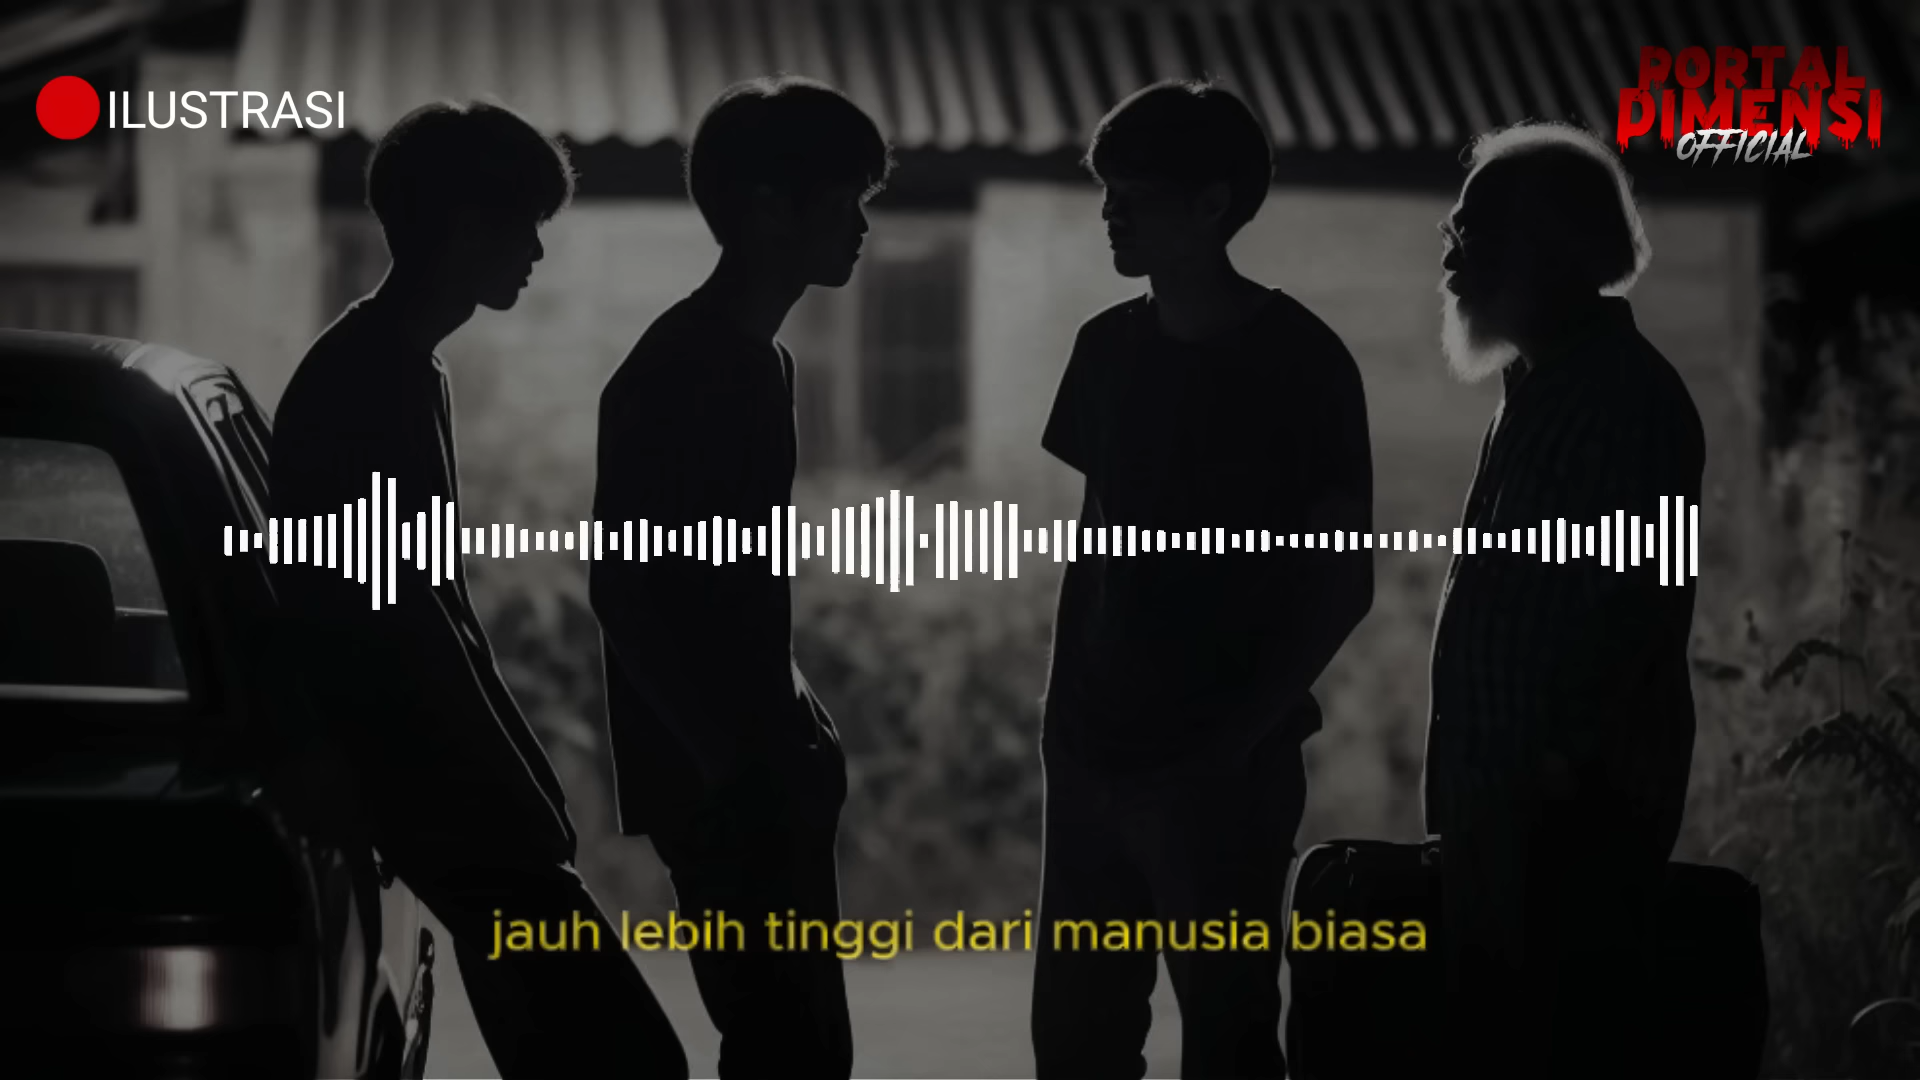 ILUSTRASI
PORTAL
DIMENSI
OFFICIAL
jauh lebih tinggi dari manusia biasa